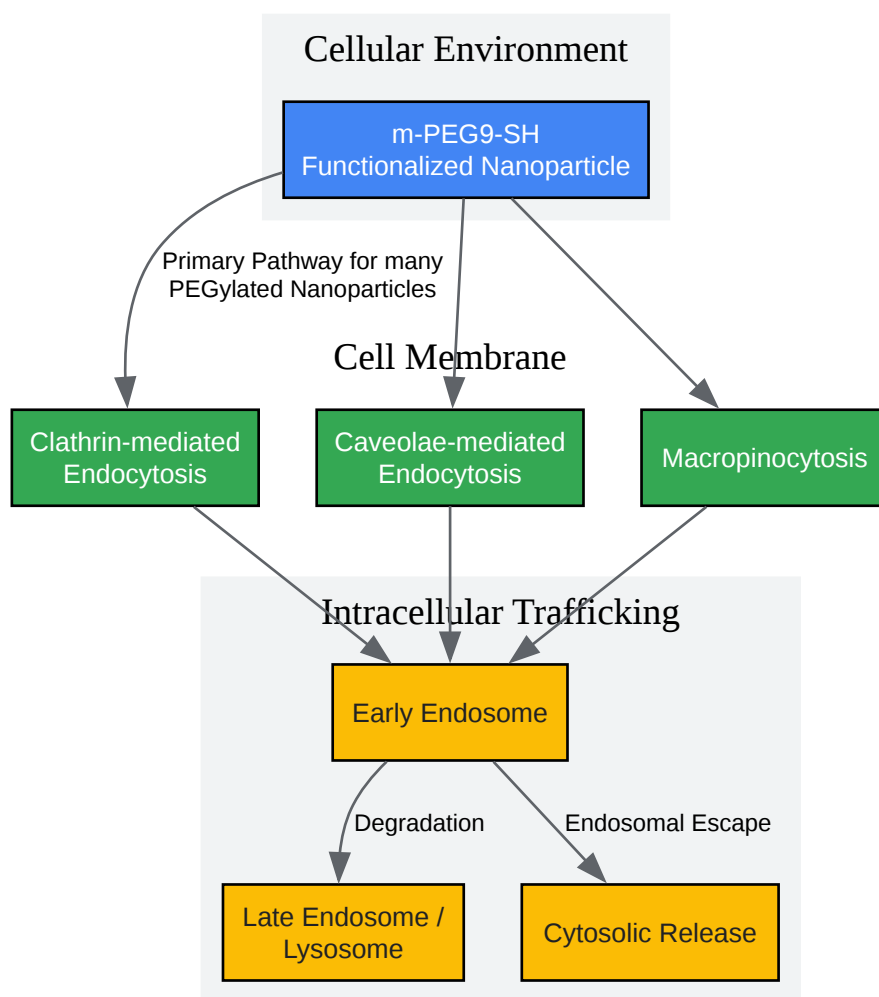 Cellular Environment
m-PEG9-SH
Functionalized Nanoparticle
Primary Pathway for many
PEGylated Nanoparticles
Cell Membrane
Clathrin-mediated
Endocytosis
Caveolae-mediated
Endocytosis
Macropinocytosis
Intracellular Trafficking
Early Endosome
Degradation
Endosomal Escape
Late Endosome /
Lysosome
Cytosolic Release